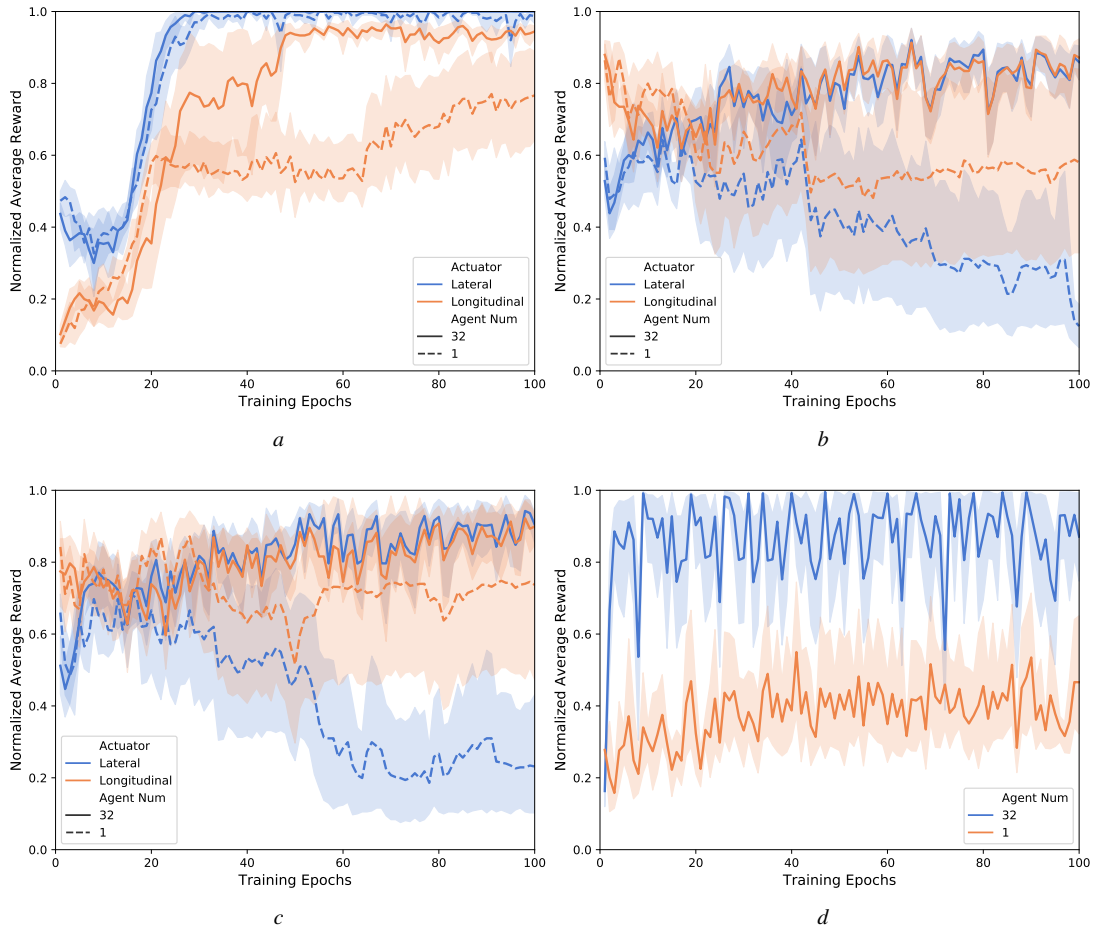 1.0
0.8
0.6
0.4
0.2
0.0
Normalized Average Reward
0 20 40 60 80 100
Training Epochs
Actuator
Lateral
Longitudinal
Agent Num
32
1
a
1.0
0.8
0.6
0.4
0.2
0.0
Normalized Average Reward
0 20 40 60 80 100
Training Epochs
Actuator
Lateral
Longitudinal
Agent Num
32
1
b
1.0
0.8
0.6
0.4
0.2
0.0
Normalized Average Reward
0 20 40 60 80 100
Training Epochs
Actuator
Lateral
Longitudinal
Agent Num
32
1
c
1.0
0.8
0.6
0.4
0.2
0.0
Normalized Average Reward
0 20 40 60 80 100
Training Epochs
Agent Num
32
1
d